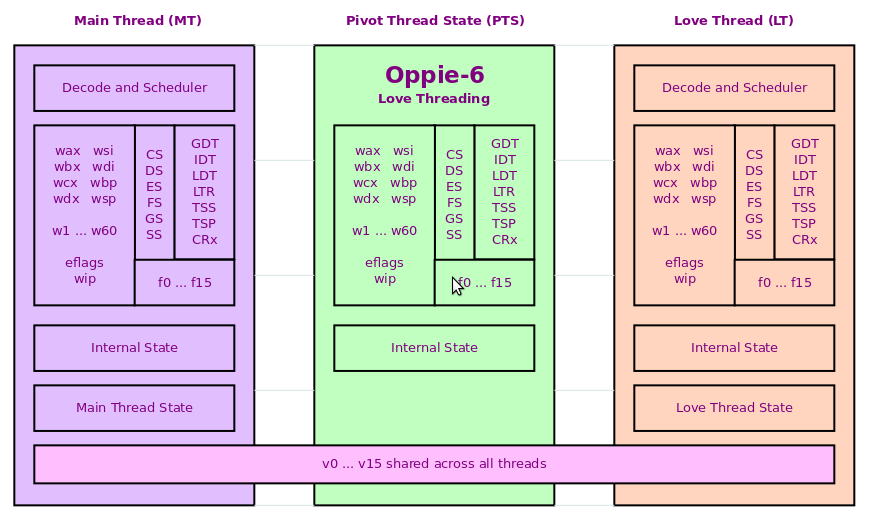 Main Thread (MT)
Pivot Thread State (PTS)
Love Thread (LT)
Decode and Scheduler
wax wsi
wbx wdi
wcx wbp
wdx wsp
w1 ... w60
eflags
wip
CS
DS
ES
FS
GS
SS
GDT
IDT
LDT
LTR
TSS
TSP
CRx
f0 ... f15
Internal State
Main Thread State
Oppie-6
Love Threading
wax wsi
wbx wdi
wcx wbp
wdx wsp
w1 ... w60
eflags
wip
CS
DS
ES
FS
GS
SS
GDT
IDT
LDT
LTR
TSS
TSP
CRx
f0 ... f15
Internal State
Decode and Scheduler
wax wsi
wbx wdi
wcx wbp
wdx wsp
w1 ... w60
eflags
wip
CS
DS
ES
FS
GS
SS
GDT
IDT
LDT
LTR
TSS
TSP
CRx
f0 ... f15
Internal State
Love Thread State
v0 ... v15 shared across all threads